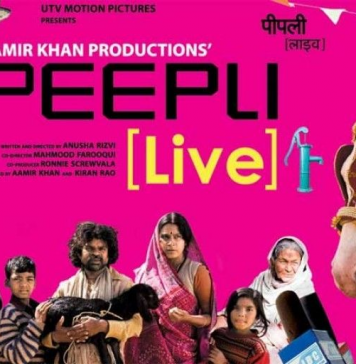 UTV MOTION PICTURES
PRESENTS
पीपली
[लाइव]
AMIR KHAN PRODUCTIONS'
PEEPLI
[Live]
WRITTEN AND DIRECTED BY ANUSHA RIZVI
CO-DIRECTOR MAHMOOD FAROOQUI
CO-PRODUCER RONNIE SCREWVALA
BY AAMIR KHAN AND KIRAN RAO